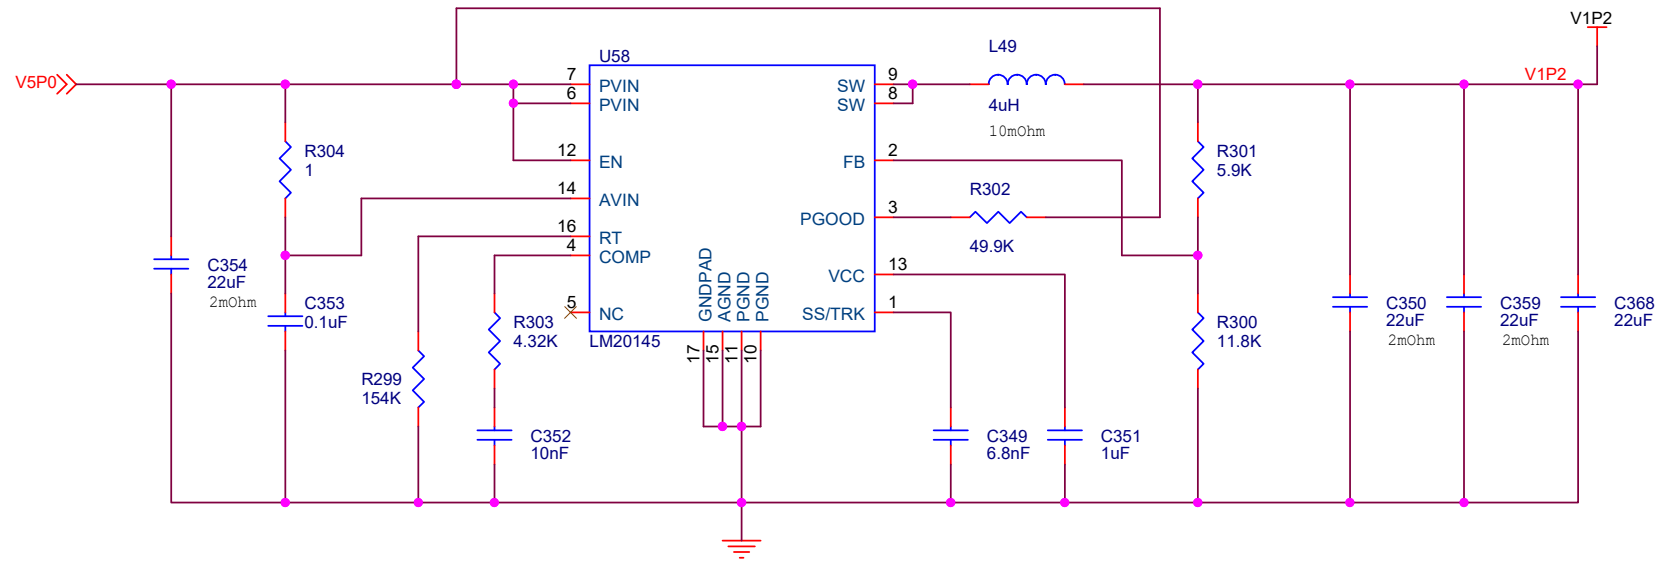 V1P2
V5P0
V1P2
U58
7
PVIN
6
PVIN
12
EN
14
AVIN
16
RT
4
COMP
5
NC
LM20145
GNDPAD
AGND
PGND
PGND
17
15
11
10
9
SW
8
SW
2
FB
3
PGOOD
13
VCC
1
SS/TRK
L49
4uH
10mOhm
R304
1
C354
22uF
2mOhm
C353
0.1uF
R299
154K
R303
4.32K
C352
10nF
R302
49.9K
R301
5.9K
R300
11.8K
C349
6.8nF
C351
1uF
C350
22uF
2mOhm
C359
22uF
2mOhm
C368
22uF